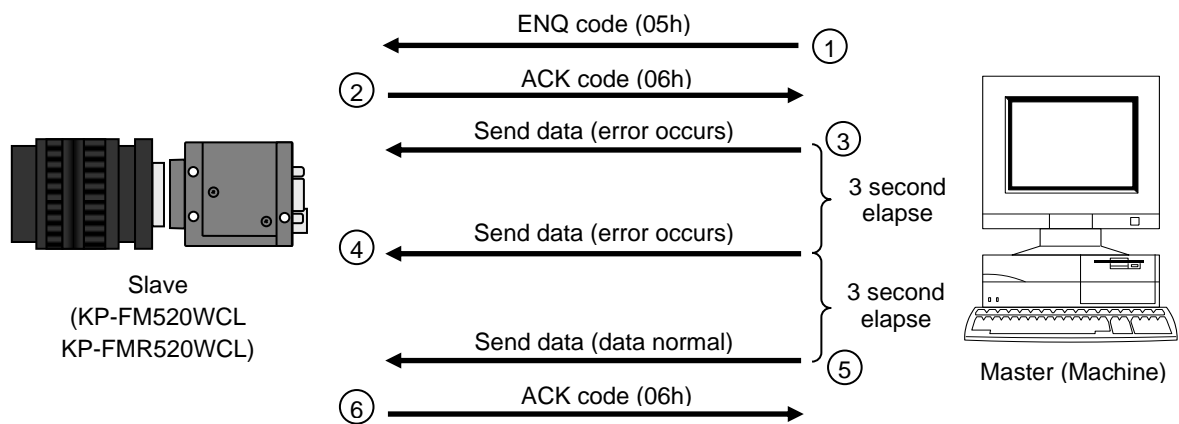 ENQ code (05h)
①
②
ACK code (06h)
Send data (error occurs)
③
3 second
elapse
④
Send data (error occurs)
3 second
elapse
Send data (data normal)
⑤
⑥
ACK code (06h)
Slave
(KP-FM520WCL
KP-FMR520WCL)
Master (Machine)